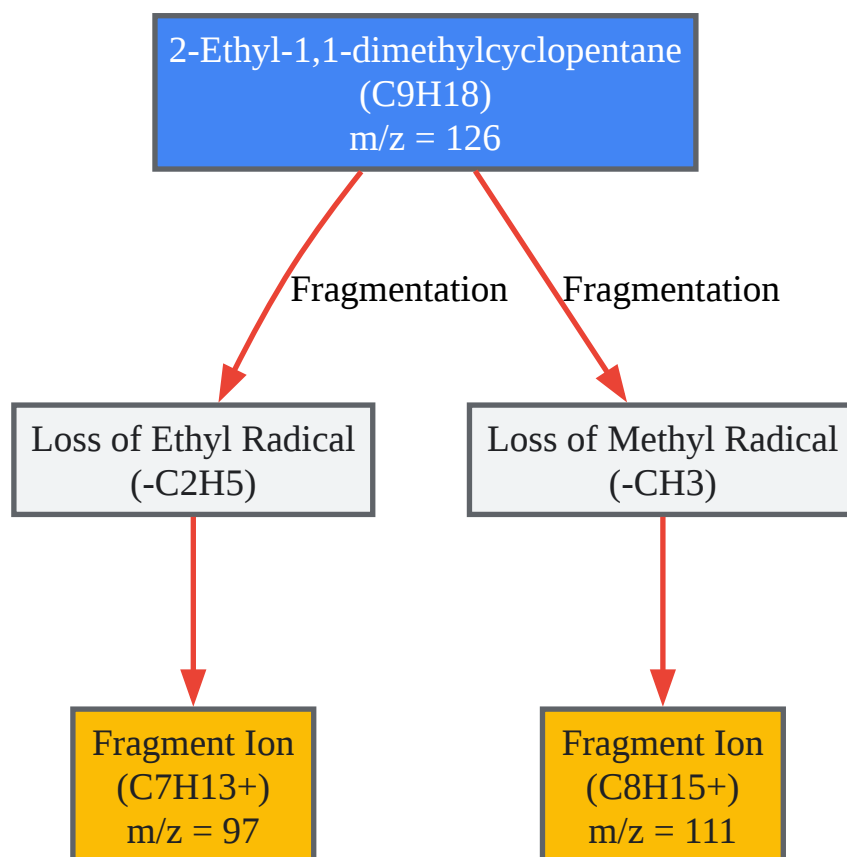 2-Ethyl-1,1-dimethylcyclopentane
(C9H18)
m/z = 126
Fragmentation
Fragmentation
Loss of Ethyl Radical
(-C2H5)
Loss of Methyl Radical
(-CH3)
Fragment Ion
(C7H13+)
m/z = 97
Fragment Ion
(C8H15+)
m/z = 111